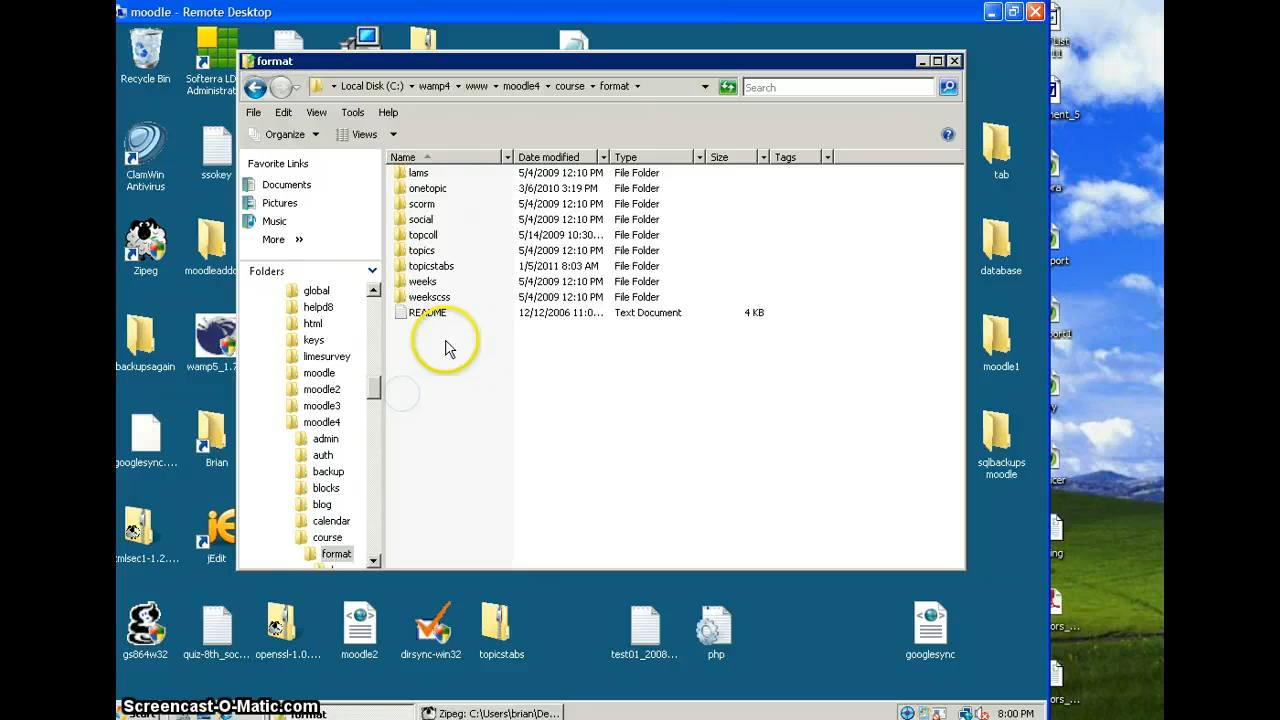 moodle - Remote Desktop
Recycle Bin
Softerra LD...
Administrat...
format
Local Disk (C:) wamp4 www moodle4 course format
Search
File Edit View Tools Help
Organize Views
Favorite Links
Documents
Pictures
Music
More
Folders
global
helpd8
html
keys
limesurvey
moodle
moodle2
moodle3
moodle4
admin
auth
backup
blocks
blog
calendar
course
format
Name Date modified Type Size Tags
lams 5/4/2009 12:10 PM File Folder
onetopic 3/6/2010 3:19 PM File Folder
scorm 5/4/2009 12:10 PM File Folder
social 5/4/2009 12:10 PM File Folder
topcoll 5/14/2009 10:30... File Folder
topics 5/4/2009 12:10 PM File Folder
topicstabs 1/5/2011 8:03 AM File Folder
weeks 5/4/2009 12:10 PM File Folder
weekscss 5/4/2009 12:10 PM File Folder
README 12/12/2006 11:0... Text Document 4 KB
ClamWin
Antivirus
ssokey
Zipeg
moodleaddo
backupsagain
wamp5_1.7
googlesync....
Brian
cmlsec1-1.2....
jEdit
tab
database
moodle1
sqlbackups
moodle
gs864w32
quiz-8th_soc...
openssl-1.0....
moodle2
dirsync-win32
topicstabs
test01_2008...
php
googlesync
Screencast-O-Matic.com
format
Zipeg: C:\Users\brian\De...
8:00 PM